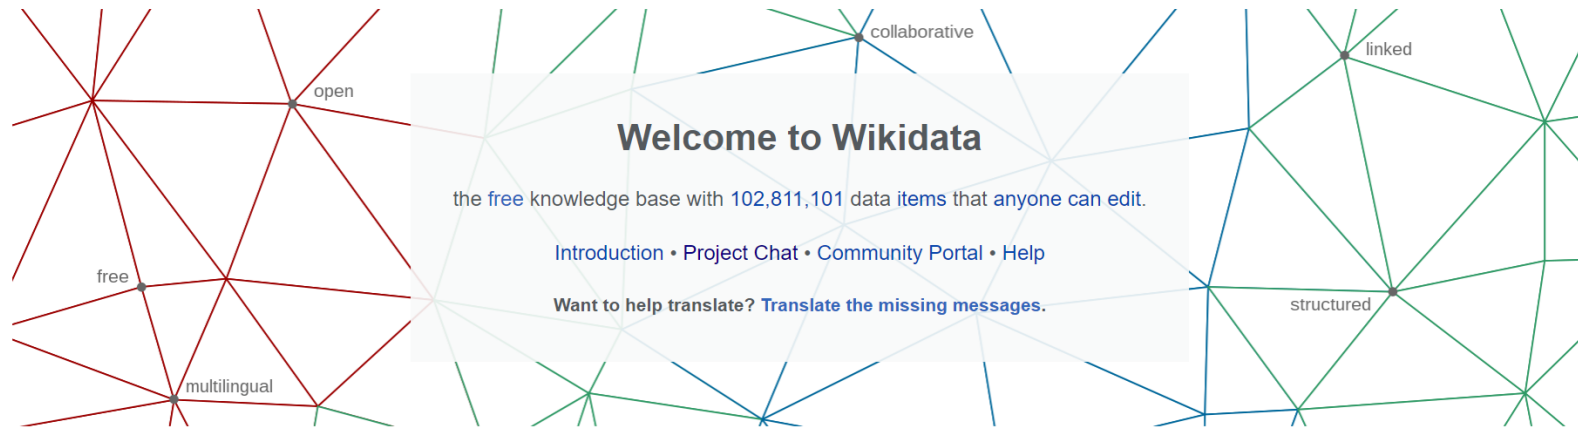 collaborative
linked
open
Welcome to Wikidata
the free knowledge base with 102,811,101 data items that anyone can edit.
Introduction • Project Chat • Community Portal • Help
free
Want to help translate? Translate the missing messages.
structured
multilingual